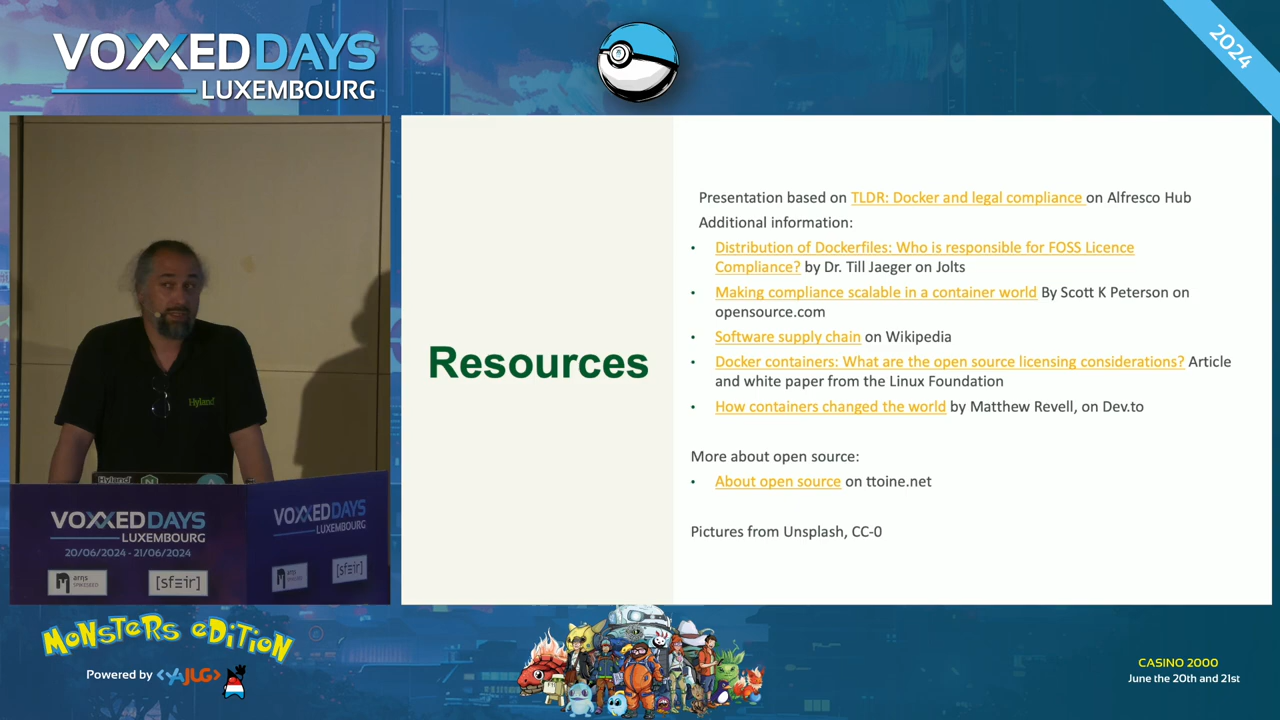 VOXXED DAYS
LUXEMBOURG
2024
Hyland
Hyland
VOXXED DAYS
LUXEMBOURG
20/06/2024 - 21/06/2024
[sfeir]
VOXXED DAYS
LUXEMBOURG
[sfeir]
Resources
Presentation based on TLDR: Docker and legal compliance on Alfresco Hub
Additional information:
• Distribution of Dockerfiles: Who is responsible for FOSS Licence
Compliance? by Dr. Till Jaeger on Jolts
• Making compliance scalable in a container world By Scott K Peterson on
opensource.com
• Software supply chain on Wikipedia
• Docker containers: What are the open source licensing considerations? Article
and white paper from the Linux Foundation
• How containers changed the world by Matthew Revell, on Dev.to
More about open source:
• About open source on ttoine.net
Pictures from Unsplash, CC-0
MONSTERS EDITION
Powered by <YAJUG>
CASINO 2000
June the 20th and 21st